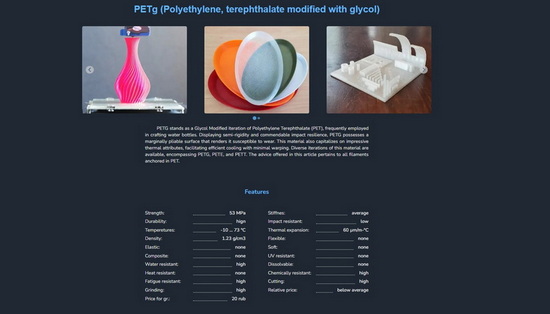 PETg (Polyethylene, terephthalate modified with glycol)
PETG stands as a Glycol Modified Iteration of Polyethylene Terephthalate (PET), frequently employed
in crafting water bottles. Displaying semi-rigidity and commendable impact resilience, PETG possesses a
marginally pliable surface that renders it susceptible to wear. This material also capitalises on impressive
thermal attributes, facilitating efficient cooling with minimal warping. Diverse iterations of this material are
available, encompassing PETG, PETE, and PETT. The advice offered in this article pertains to all filaments
anchored in PET.
Features
Strength: 53 MPa
Durability: high
Temperetures: -10 ... 73 °C
Density: 1.23 g/cm3
Elastic: none
Composite: none
Water resistant: high
Heat resistant: none
Fatigue resistant: high
Grinding: high
Price for gr.: 20 rub
Stiffnes: average
Impact resistant: low
Thermal expansion: 60 µm/m-°C
Flexible: none
Soft: none
UV resistant: none
Dissolvable: none
Chemically resistant: high
Cutting: high
Relative price: below average